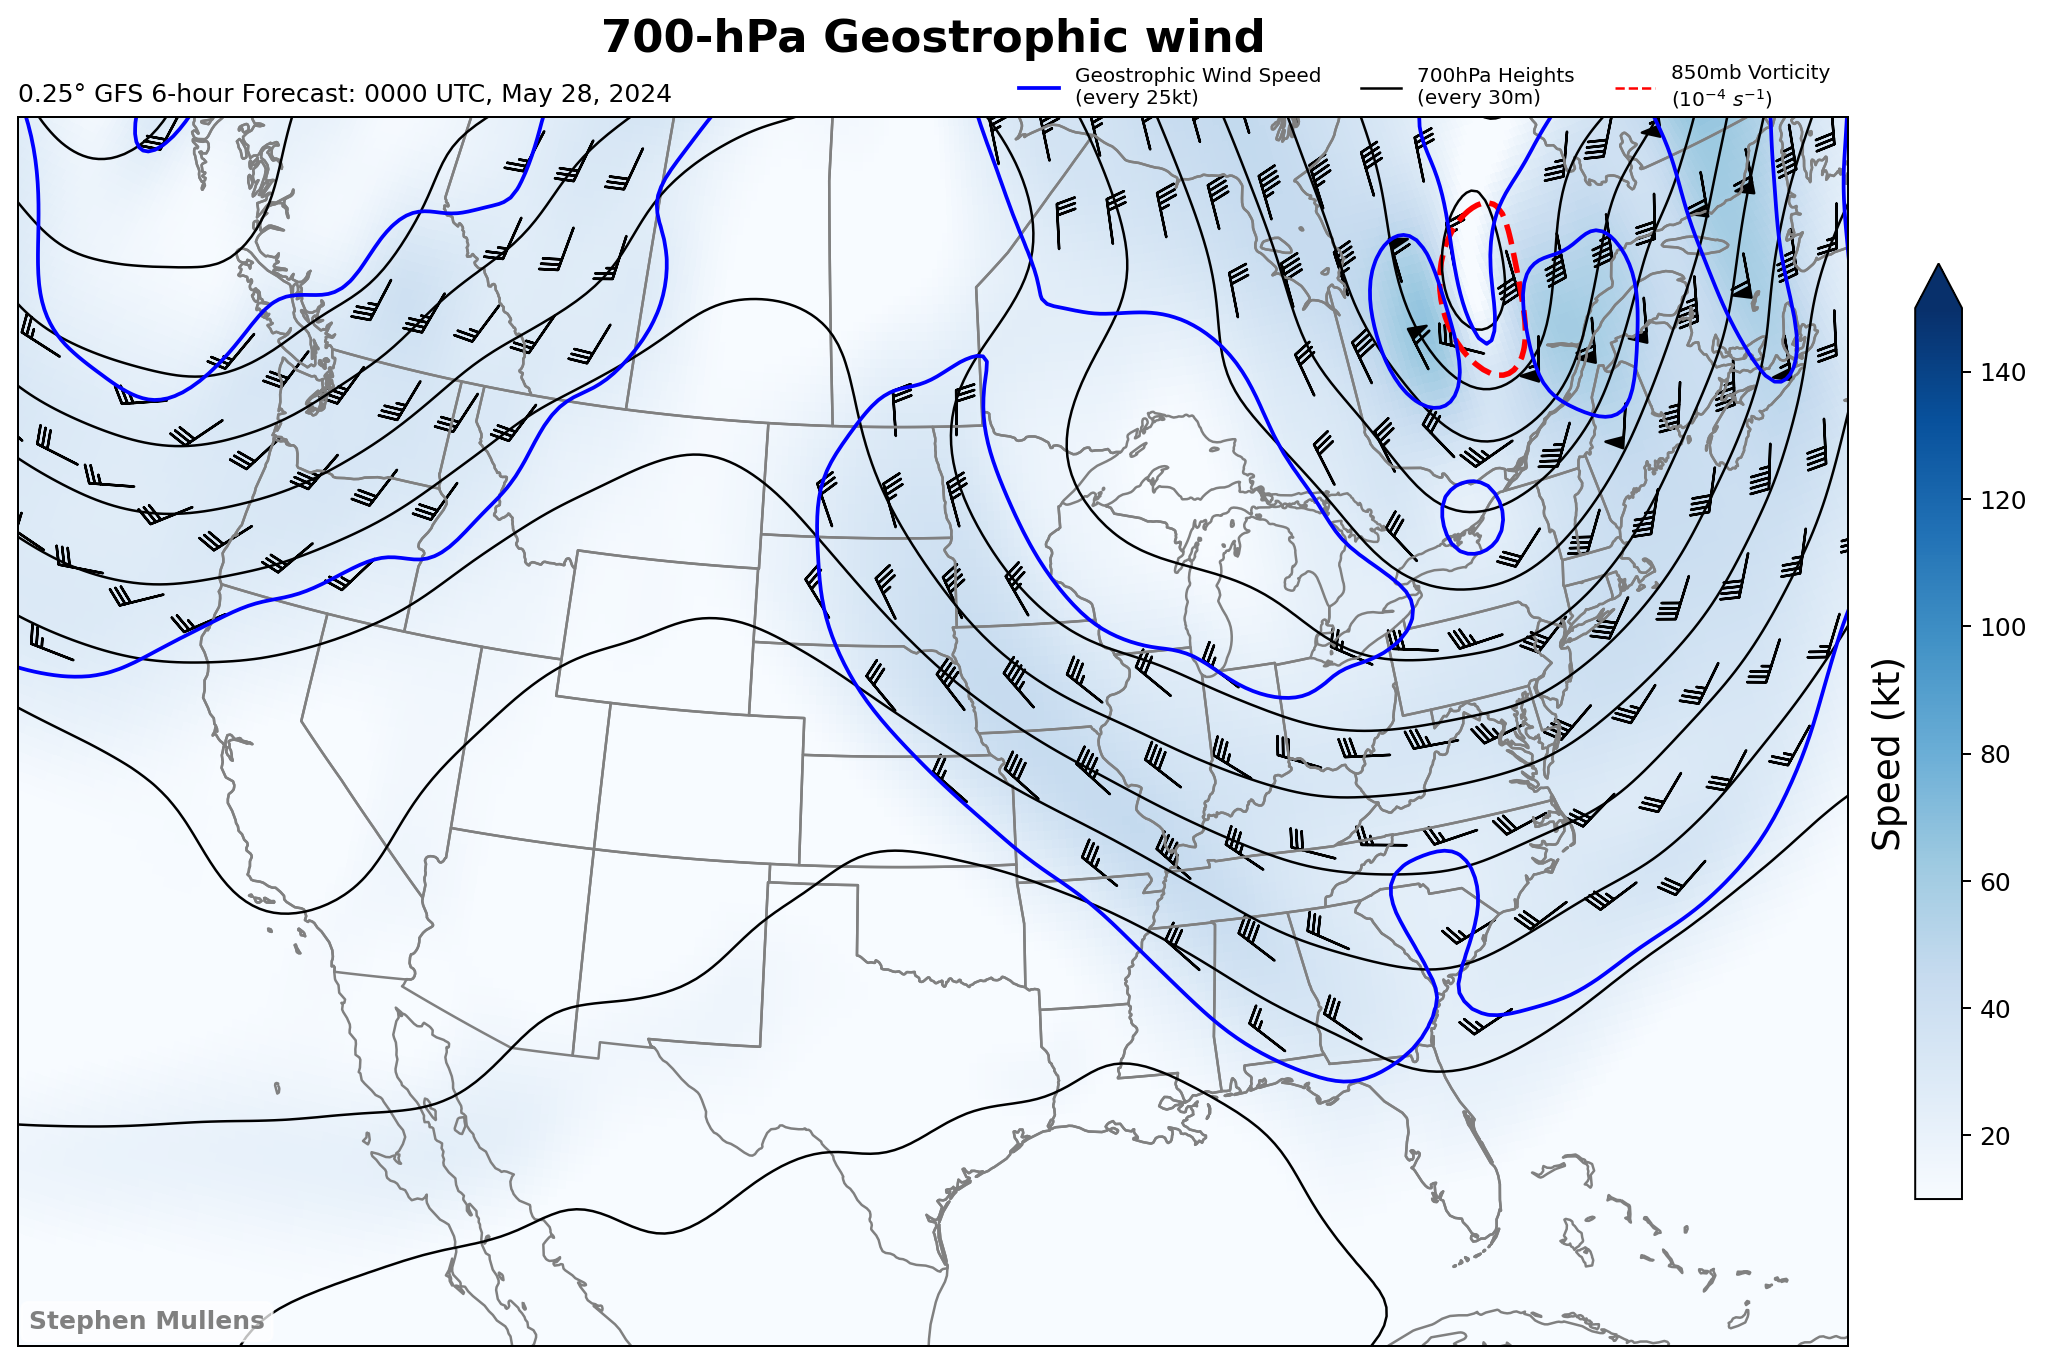 700-hPa Geostrophic wind
0.25° GFS 6-hour Forecast: 0000 UTC, May 28, 2024
Geostrophic Wind Speed
(every 25kt)
700hPa Heights
(every 30m)
850mb Vorticity
(10⁻⁴ s⁻¹)
140
120
100
80
60
40
20
Speed (kt)
Stephen Mullens